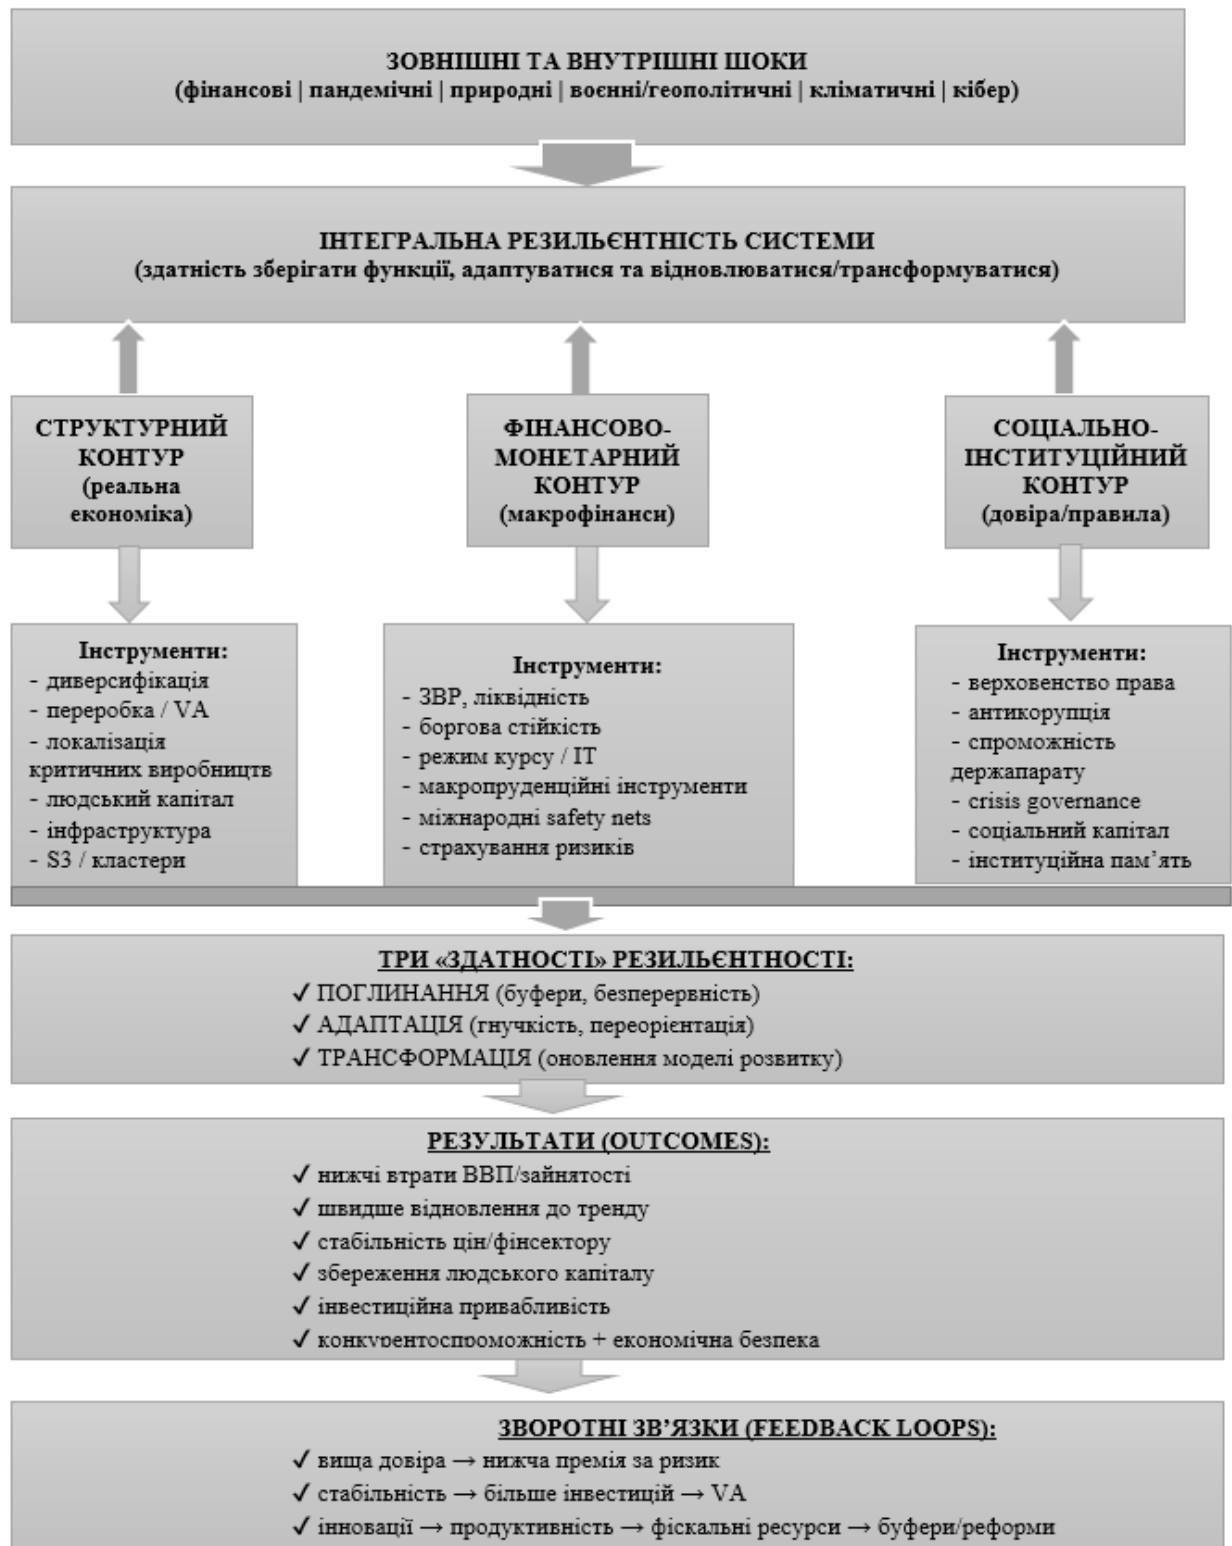 ЗОВНІШНІ ТА ВНУТРІШНІ ШОКИ
(фінансові | пандемічні | природні | воєнні/геополітичні | кліматичні | кібер)
ІНТЕГРАЛЬНА РЕЗИЛЬЄНТНІСТЬ СИСТЕМИ
(здатність зберігати функції, адаптуватися та відновлюватися/трансформуватися)
СТРУКТУРНИЙ
КОНТУР
(реальна
економіка)
ФІНАНСОВО-
МОНЕТАРНИЙ
КОНТУР
(макрофінанси)
СОЦІАЛЬНО-
ІНСТИТУЦІЙНИЙ
КОНТУР
(довіра/правила)
Інструменти:
- диверсифікація
- переробка / VA
- локалізація
критичних виробництв
- людський капітал
- інфраструктура
- S3 / кластери
Інструменти:
- ЗВР, ліквідність
- боргова стійкість
- режим курсу / ІТ
- макропруденційні інструменти
- міжнародні safety nets
- страхування ризиків
Інструменти:
- верховенство права
- антикорупція
- спроможність
держапарату
- crisis governance
- соціальний капітал
- інституційна пам’ять
ТРИ «ЗДАТНОСТІ» РЕЗИЛЬЄНТНОСТІ:
✓ ПОГЛИНАННЯ (буфери, безперервність)
✓ АДАПТАЦІЯ (гнучкість, переорієнтація)
✓ ТРАНСФОРМАЦІЯ (оновлення моделі розвитку)
РЕЗУЛЬТАТИ (OUTCOMES):
✓ нижчі втрати ВВП/зайнятості
✓ швидше відновлення до тренду
✓ стабільність цін/фінсектору
✓ збереження людського капіталу
✓ інвестиційна привабливість
✓ конкурентоспроможність + економічна безпека
ЗВОРОТНІ ЗВ’ЯЗКИ (FEEDBACK LOOPS):
✓ вища довіра → нижча премія за ризик
✓ стабільність → більше інвестицій → VA
✓ інновації → продуктивність → фіскальні ресурси → буфери/реформи